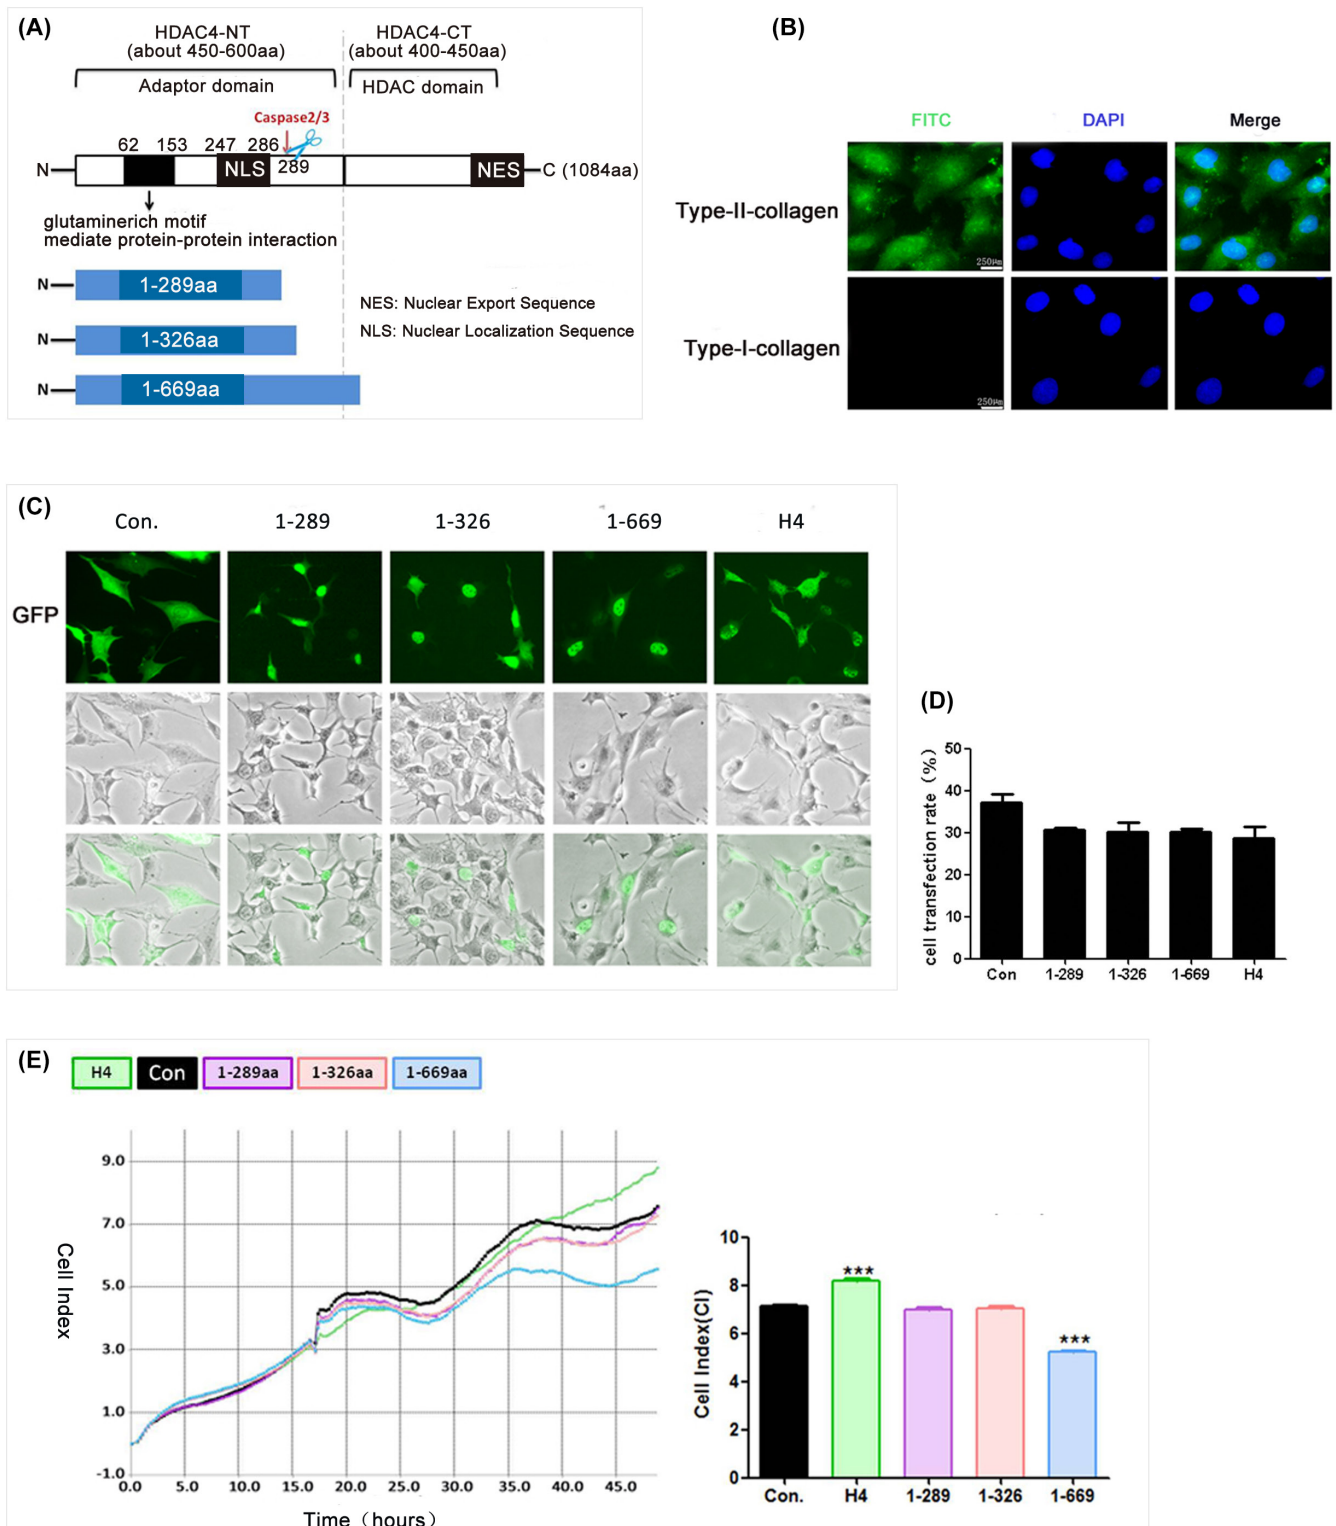 (A)
HDAC4-NT
(about 450-600aa)
HDAC4-CT
(about 400-450aa)
Adaptor domain
HDAC domain
Caspase2/3
62 153 247 286
N NLS 289 NES C (1084aa)
glutaminerich motif
mediate protein-protein interaction
N 1-289aa
NES: Nuclear Export Sequence
N 1-326aa
NLS: Nuclear Localization Sequence
N 1-669aa
(B)
FITC DAPI Merge
Type-II-collagen
250μm
Type-I-collagen
250μm
(C)
Con. 1-289 1-326 1-669 H4
GFP
(D)
cell transfection rate (%)
50
40
30
20
10
0
Con 1-289 1-326 1-669 H4
(E)
H4 Con 1-289aa 1-326aa 1-669aa
Cell Index
9.0
7.0
5.0
3.0
1.0
-1.0
0.0 5.0 10.0 15.0 20.0 25.0 30.0 35.0 40.0 45.0
Time (hours)
Cell Index(CI)
10
8
6
4
2
0
***
***
Con. H4 1-289 1-326 1-669